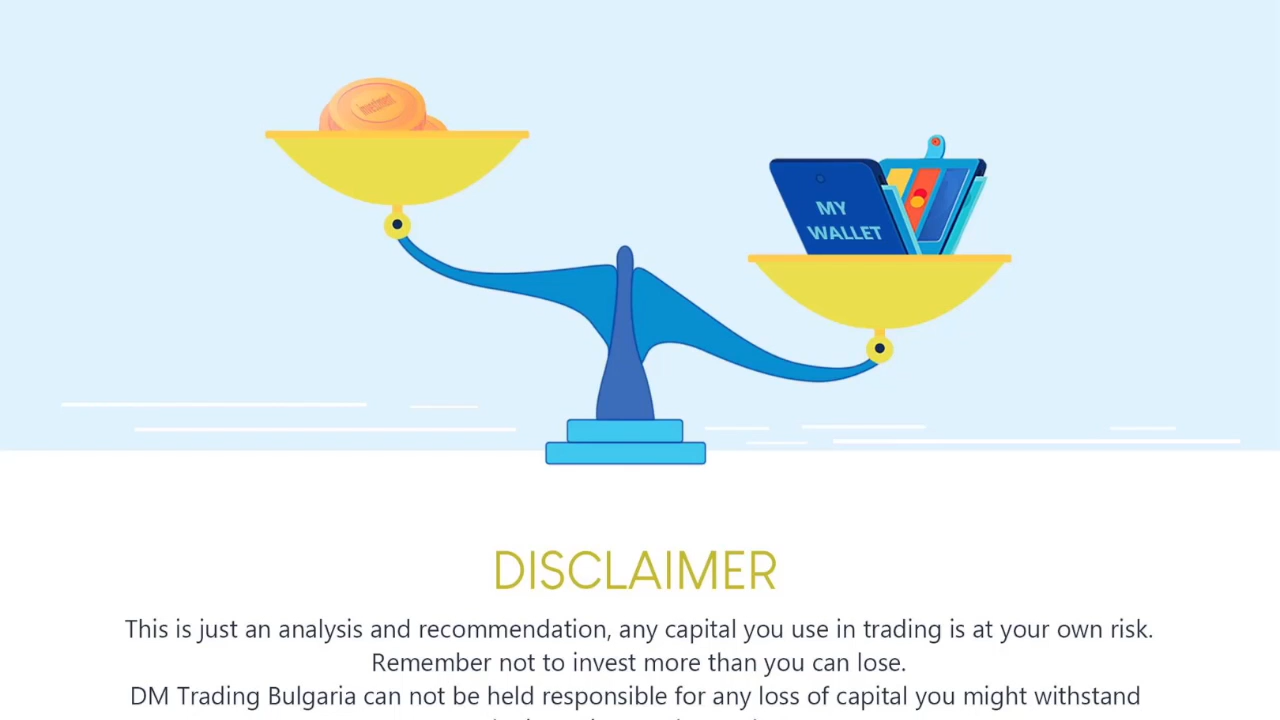 Investment
MY
WALLET
DISCLAIMER
This is just an analysis and recommendation, any capital you use in trading is at your own risk.
Remember not to invest more than you can lose.
DM Trading Bulgaria can not be held responsible for any loss of capital you might withstand